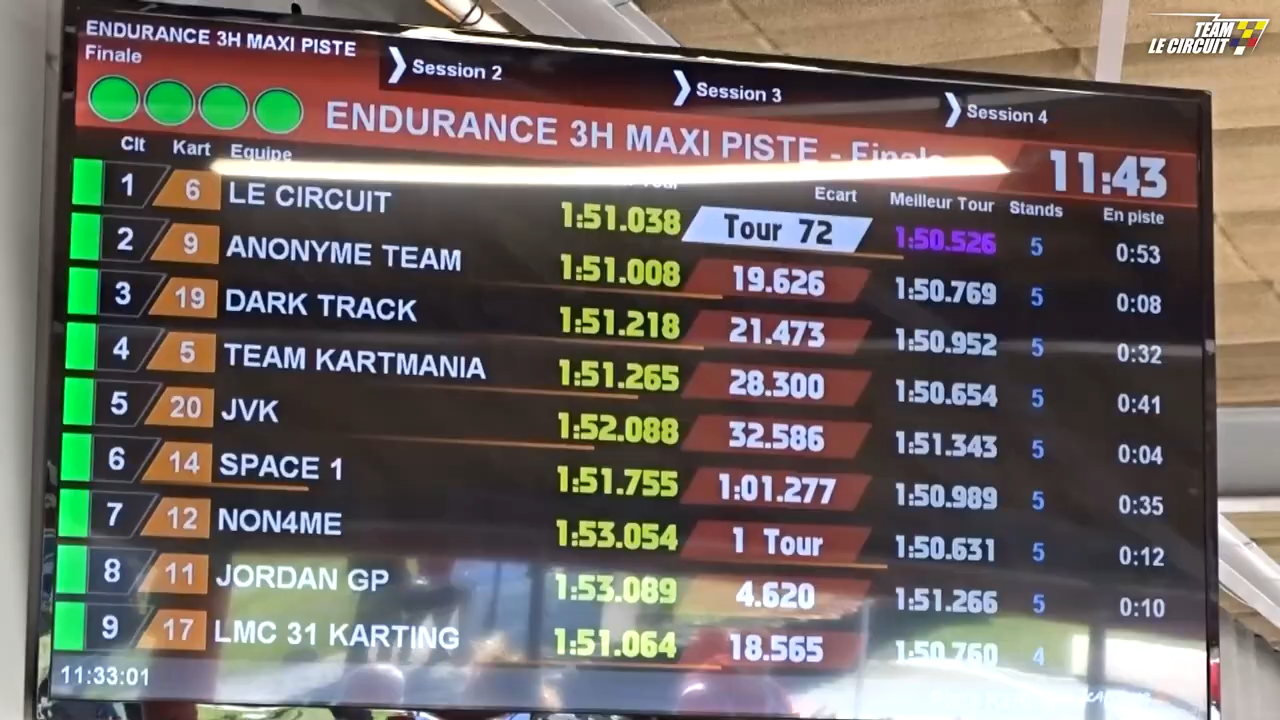 TEAM
LE CIRCUIT
ENDURANCE 3H MAXI PISTE
Finale
Session 2
Session 3
Session 4
ENDURANCE 3H MAXI PISTE - Finale
11:43
Clt Kart Equipe Ecart Meilleur Tour Stands En piste
1 6 LE CIRCUIT 1:51.038 Tour 72 1:50.526 5 0:53
2 9 ANONYME TEAM 1:51.008 19.626 1:50.769 5 0:08
3 19 DARK TRACK 1:51.218 21.473 1:50.952 5 0:32
4 5 TEAM KARTMANIA 1:51.265 28.300 1:50.654 5 0:41
5 20 JVK 1:52.088 32.586 1:51.343 5 0:04
6 14 SPACE 1 1:51.755 1:01.277 1:50.989 5 0:35
7 12 NON4ME 1:53.054 1 Tour 1:50.631 5 0:12
8 11 JORDAN GP 1:53.089 4.620 1:51.266 5 0:10
9 17 LMC 31 KARTING 1:51.064 18.565 1:50.760 4
11:33:01